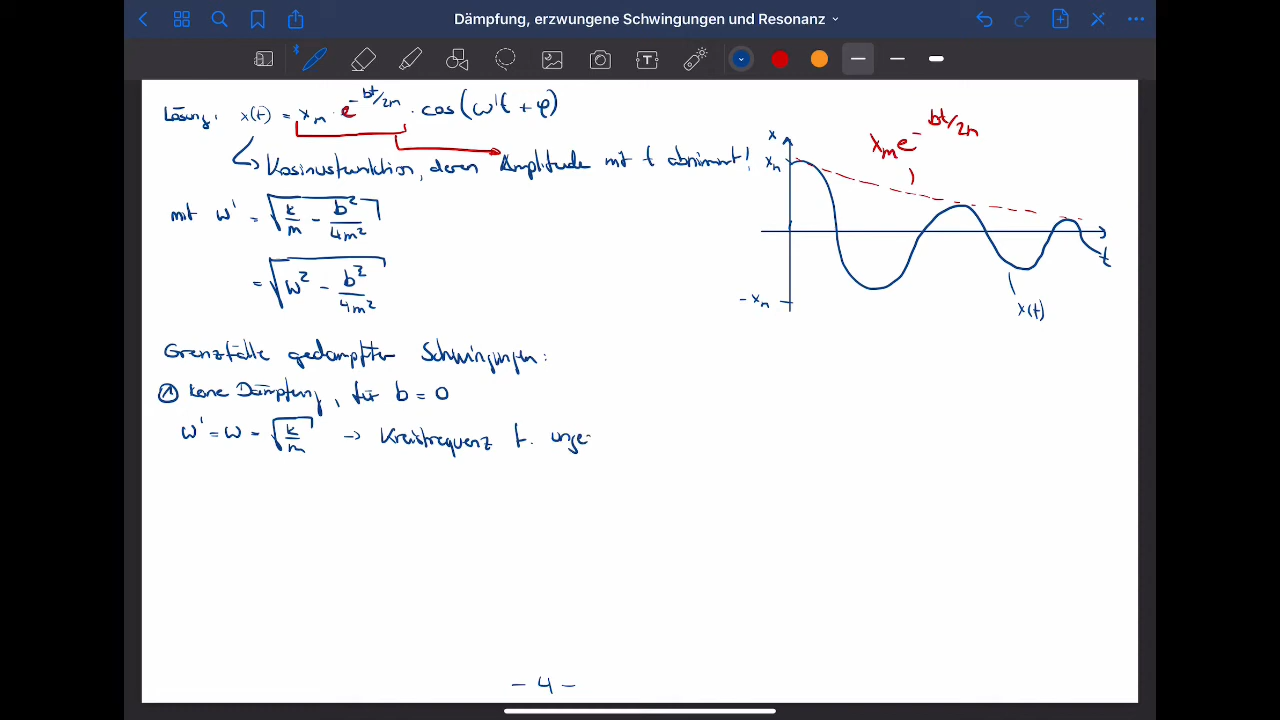 Dämpfung, erzwungene Schwingungen und Resonanz
Lösung: x(t) = xₘ · e^(-bt/2m) · cos(ω't + φ)
↳ Kosinusfunktion, deren Amplitude mit t abnimmt!
mit ω' = √(k/m - b²/4m²)
= √(ω² - b²/4m²)
x
xₘ
xₘe^(-bt/2m)
t
-xₘ
x(t)
Grenzfälle gedämpfter Schwingungen:
① keine Dämpfung, für b = 0
ω' = ω = √(k/m) → Kreisfrequenz f. unge
- 4 -